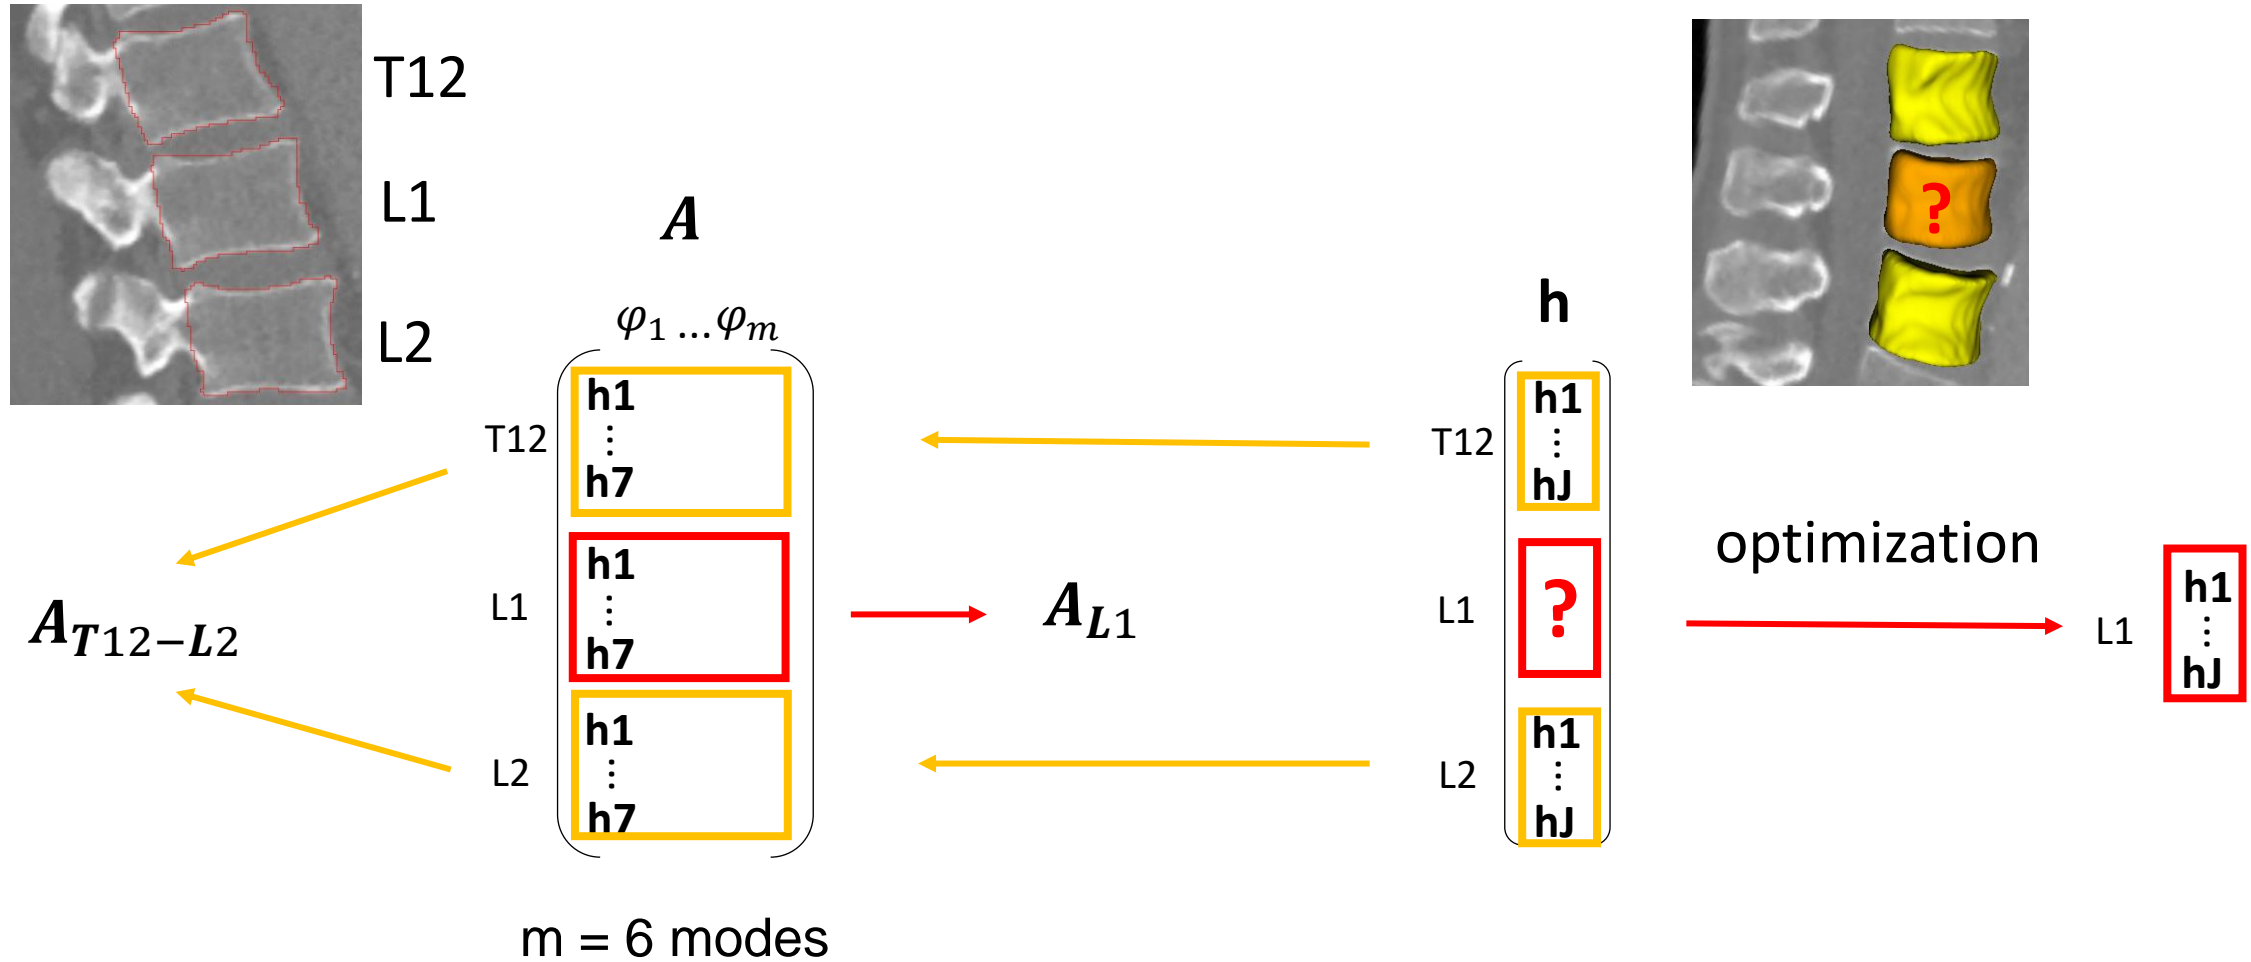 T12
L1
L2
A
φ₁ ... φₘ
T12
h1
⋮
h7
L1
h1
⋮
h7
L2
h1
⋮
h7
m = 6 modes
A_T12−L2
A_L1
h
T12
h1
⋮
hJ
L1
?
L2
h1
⋮
hJ
?
optimization
L1
h1
⋮
hJ